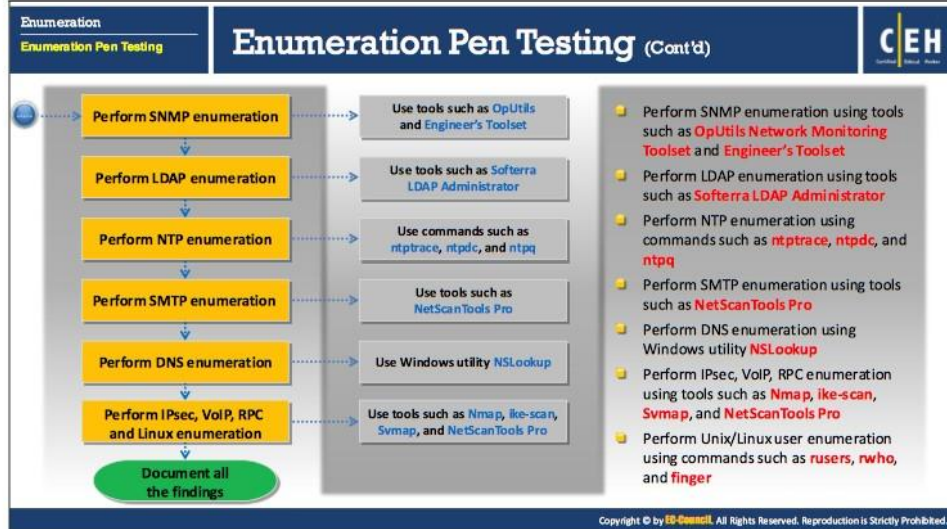 Enumeration
Enumeration Pen Testing
Enumeration Pen Testing (Cont'd)
CEH
Certified Ethical Hacker
Perform SNMP enumeration
Use tools such as OpUtils
and Engineer's Toolset
Perform LDAP enumeration
Use tools such as Softerra
LDAP Administrator
Perform NTP enumeration
Use commands such as
ntptrace, ntpdc, and ntpq
Perform SMTP enumeration
Use tools such as
NetScanTools Pro
Perform DNS enumeration
Use Windows utility NSLookup
Perform IPsec, VoIP, RPC
and Linux enumeration
Use tools such as Nmap, ike-scan,
Svmap, and NetScanTools Pro
Document all
the findings
Perform SNMP enumeration using tools
such as OpUtils Network Monitoring
Toolset and Engineer's Toolset
Perform LDAP enumeration using tools
such as Softerra LDAP Administrator
Perform NTP enumeration using
commands such as ntptrace, ntpdc, and
ntpq
Perform SMTP enumeration using tools
such as NetScanTools Pro
Perform DNS enumeration using
Windows utility NSLookup
Perform IPsec, VoIP, RPC enumeration
using tools such as Nmap, ike-scan,
Svmap, and NetScanTools Pro
Perform Unix/Linux user enumeration
using commands such as rusers, rwho,
and finger
Copyright © by EC-Council. All Rights Reserved. Reproduction is Strictly Prohibited.